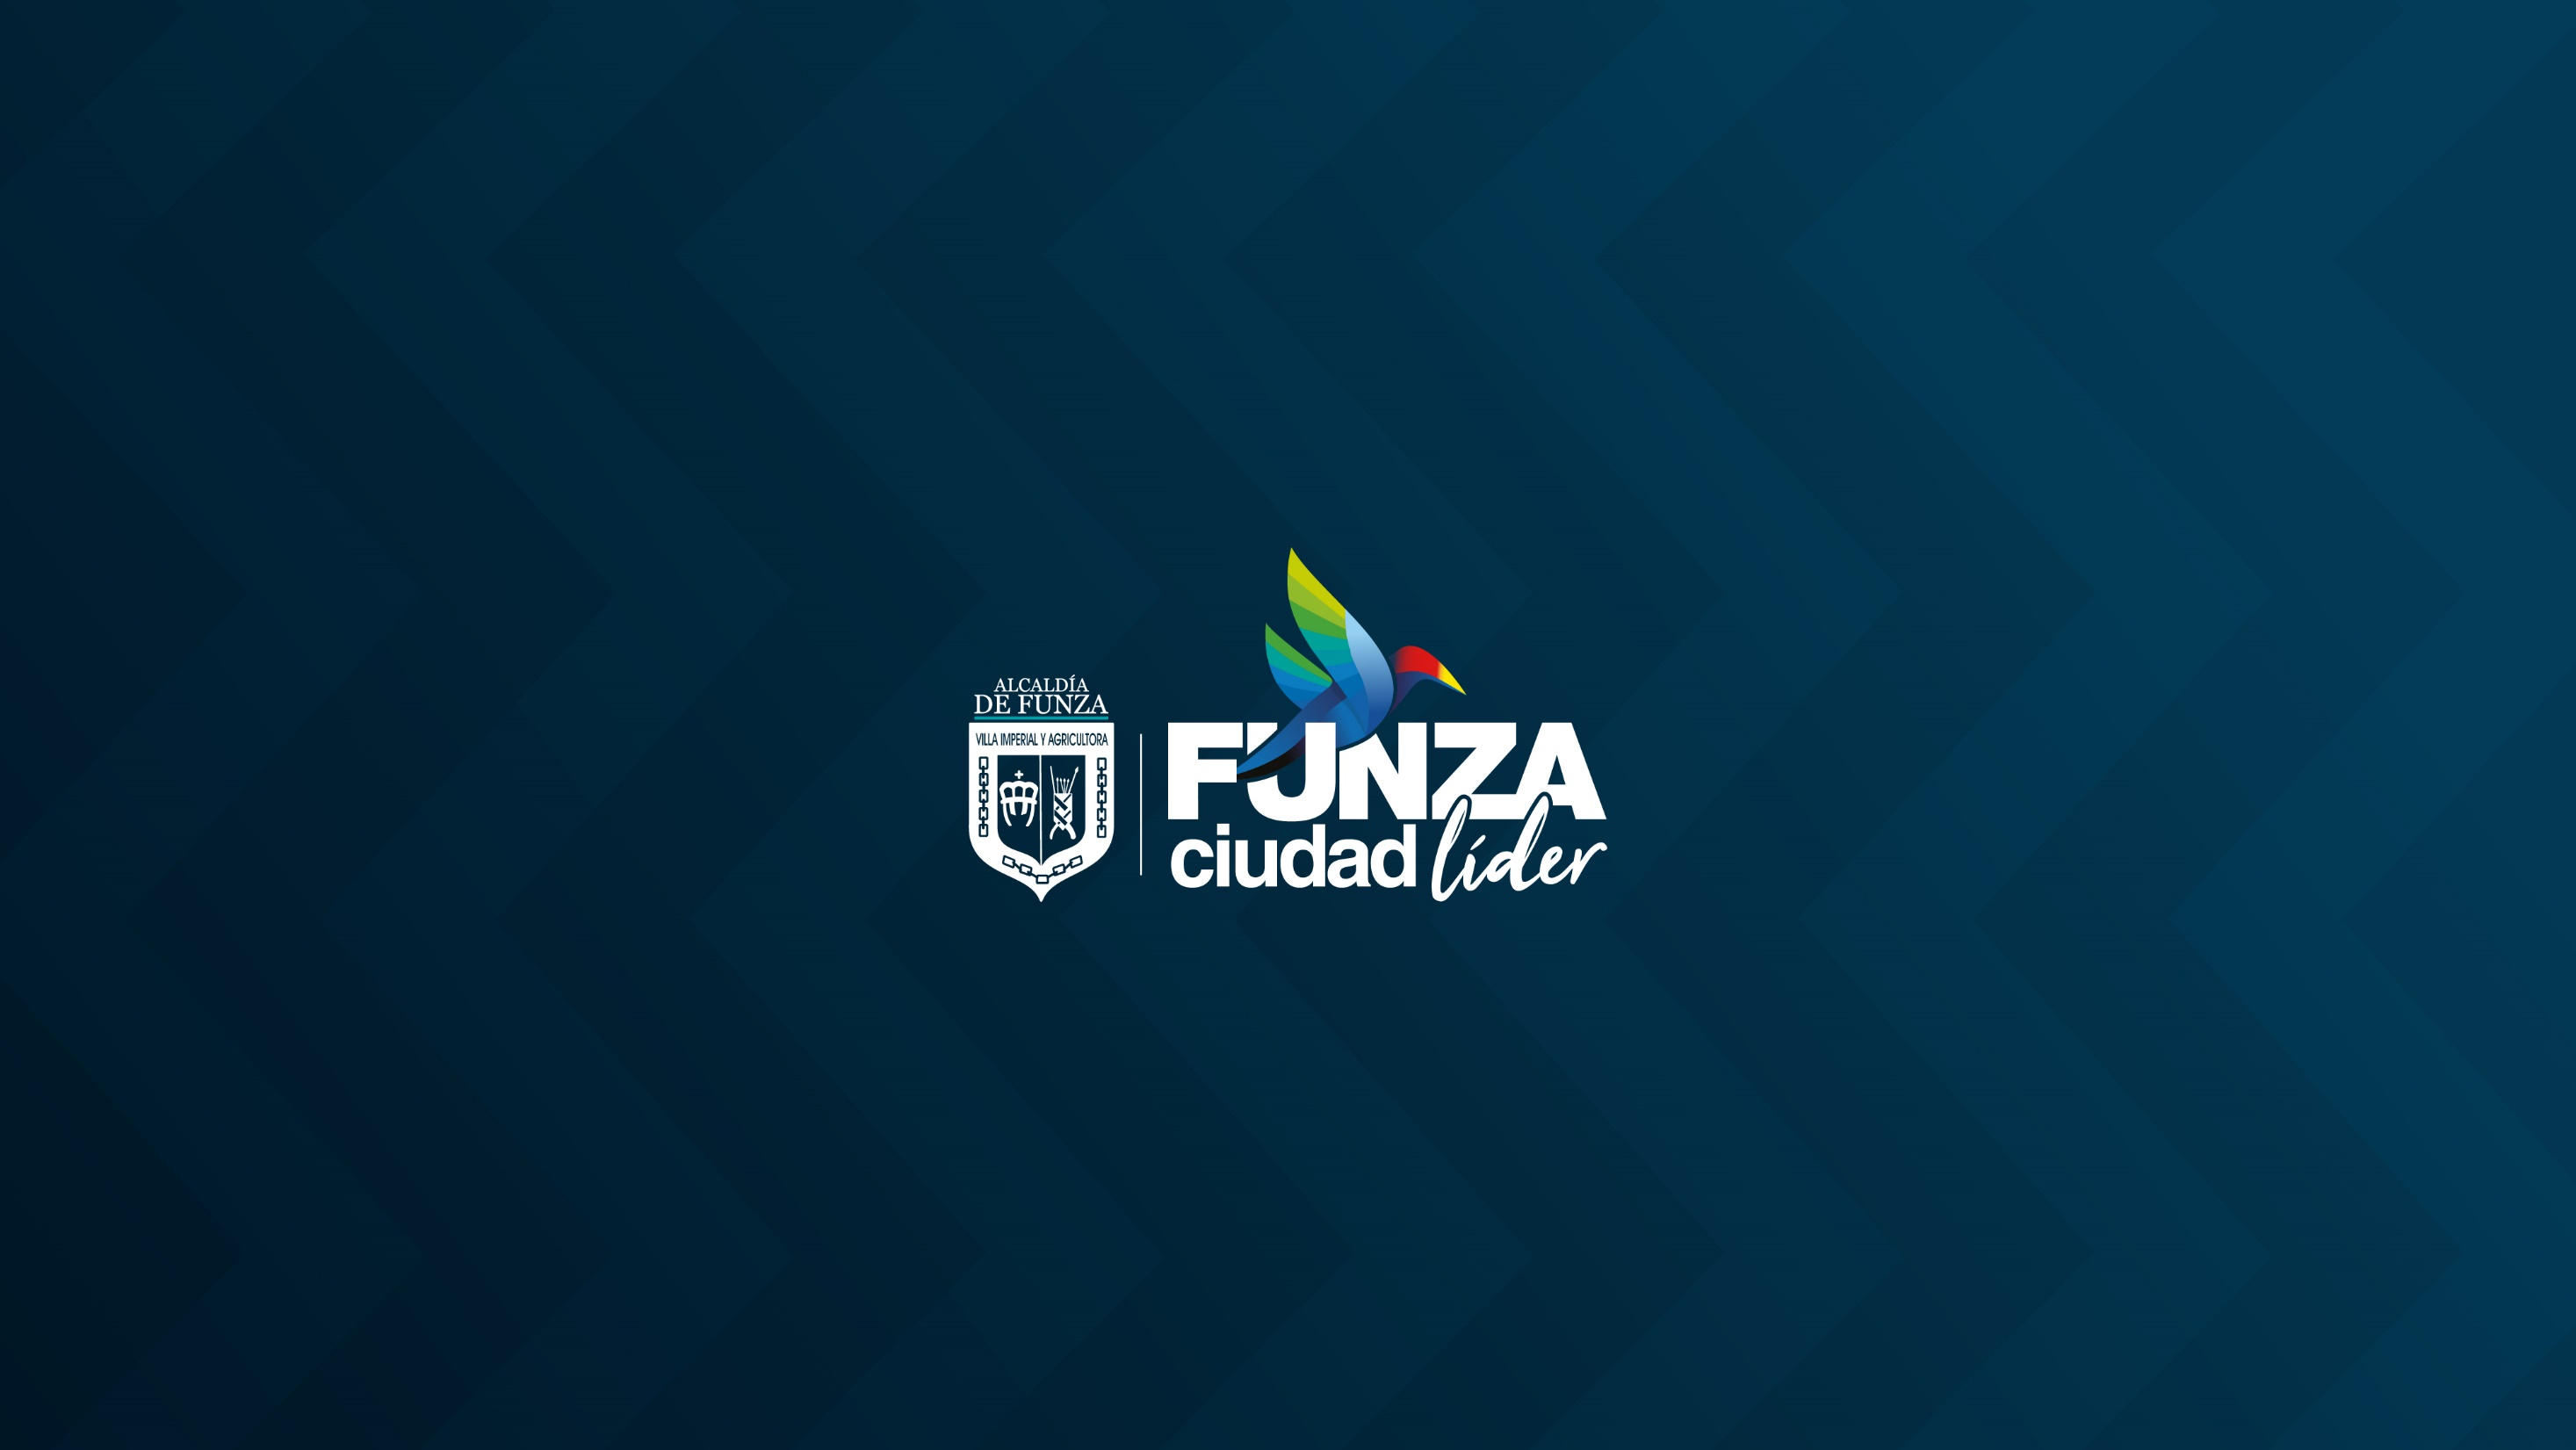 ALCALDÍA
DE FUNZA
VILLA IMPERIAL Y AGRICULTORA
FUNZA
ciudad líder